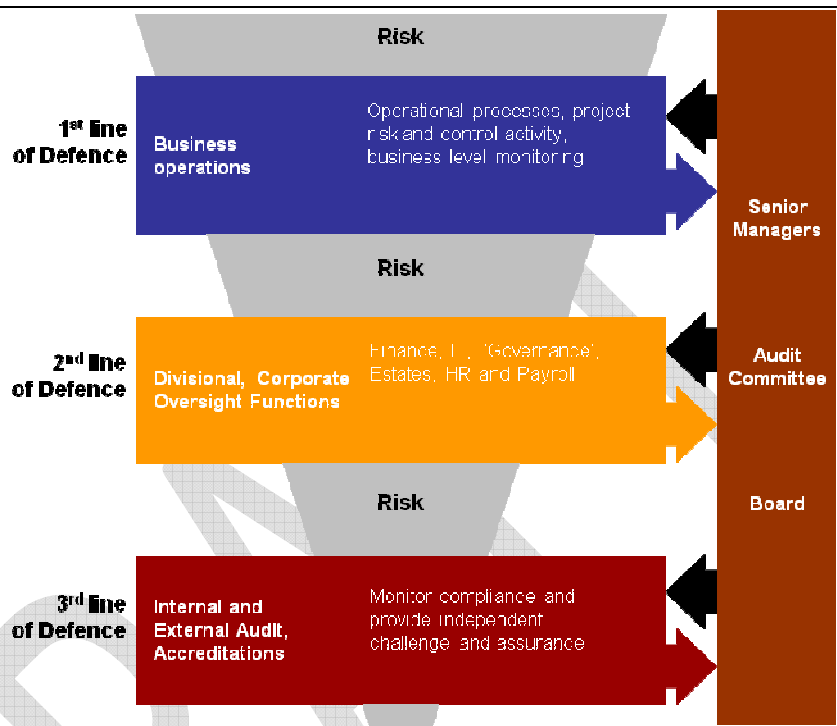 Risk
1st line
of Defence
Business
operations
Operational processes, project
risk and control activity,
business level monitoring
Risk
2nd line
of Defence
Divisional, Corporate
Oversight Functions
Finance, 'Governance',
Estates, HR and Payroll
Risk
3rd line
of Defence
Internal and
External Audit,
Accreditations
Monitor compliance and
provide independent
challenge and assurance
Senior
Managers
Audit
Committee
Board